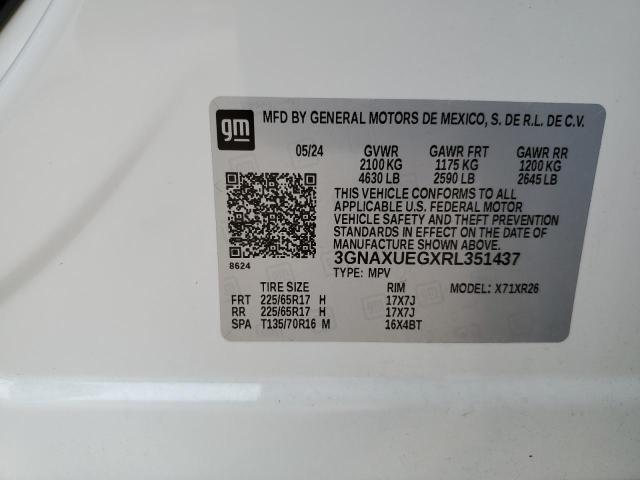 gm
MFD BY GENERAL MOTORS DE MEXICO, S. DE R.L. DE C.V.
05/24 GVWR GAWR FRT GAWR RR
2100 KG 1175 KG 1200 KG
4630 LB 2590 LB 2645 LB
THIS VEHICLE CONFORMS TO ALL
APPLICABLE U.S. FEDERAL MOTOR
VEHICLE SAFETY AND THEFT PREVENTION
STANDARDS IN EFFECT ON THE DATE OF
MANUFACTURE SHOWN ABOVE.
3GNAXUEGXRL351437
8624
TYPE: MPV
TIRE SIZE RIM MODEL: X71XR26
FRT 225/65R17 H 17X7J
RR 225/65R17 H 17X7J
SPA T135/70R16 M 16X4BT